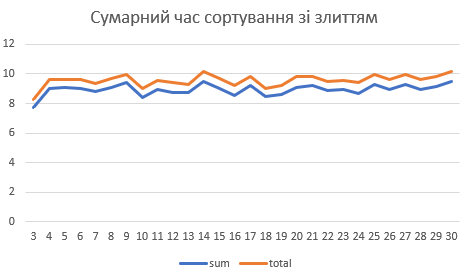 Сумарний час сортування зі злиттям
12
10
8
6
4
2
0
3 4 5 6 7 8 9 10 11 12 13 14 15 16 17 18 19 20 21 22 23 24 25 26 27 28 29 30
sum total